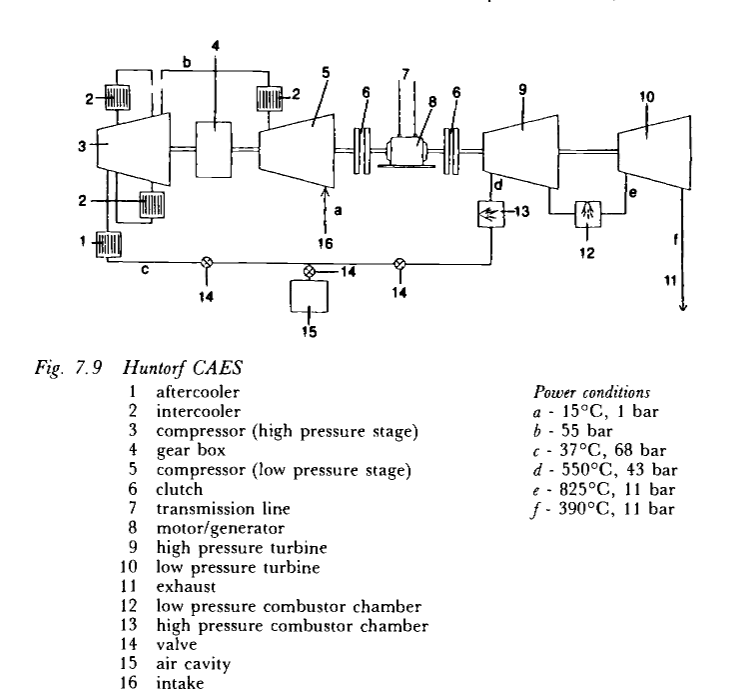 4
b
5
7
9
2
2
6
8
6
10
3
d
e
2
13
a
12
f
1
16
c
14
11
14
14
15
Fig. 7.9 Huntorf CAES
1 aftercooler
2 intercooler
3 compressor (high pressure stage)
4 gear box
5 compressor (low pressure stage)
6 clutch
7 transmission line
8 motor/generator
9 high pressure turbine
10 low pressure turbine
11 exhaust
12 low pressure combustor chamber
13 high pressure combustor chamber
14 valve
15 air cavity
16 intake
Power conditions
a - 15°C, 1 bar
b - 55 bar
c - 37°C, 68 bar
d - 550°C, 43 bar
e - 825°C, 11 bar
f - 390°C, 11 bar